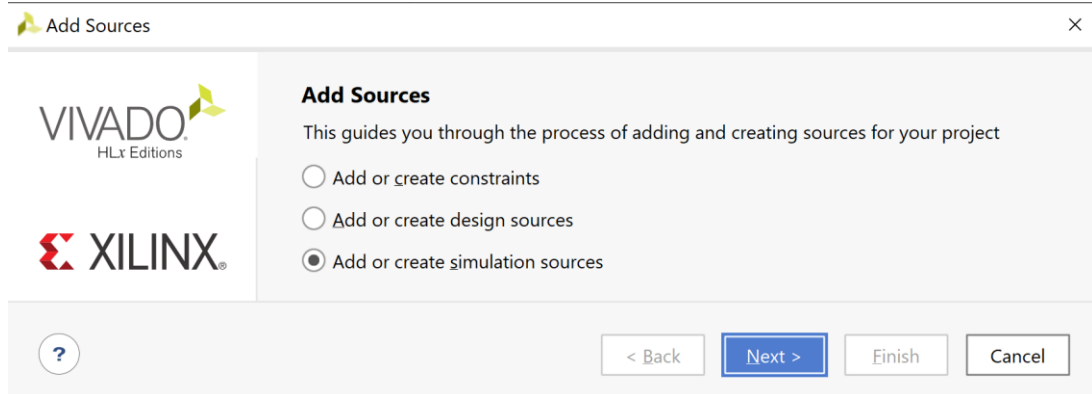 Add Sources
VIVADO.
HLx Editions
XILINX.
Add Sources
This guides you through the process of adding and creating sources for your project
Add or create constraints
Add or create design sources
Add or create simulation sources
?
< Back
Next >
Finish
Cancel